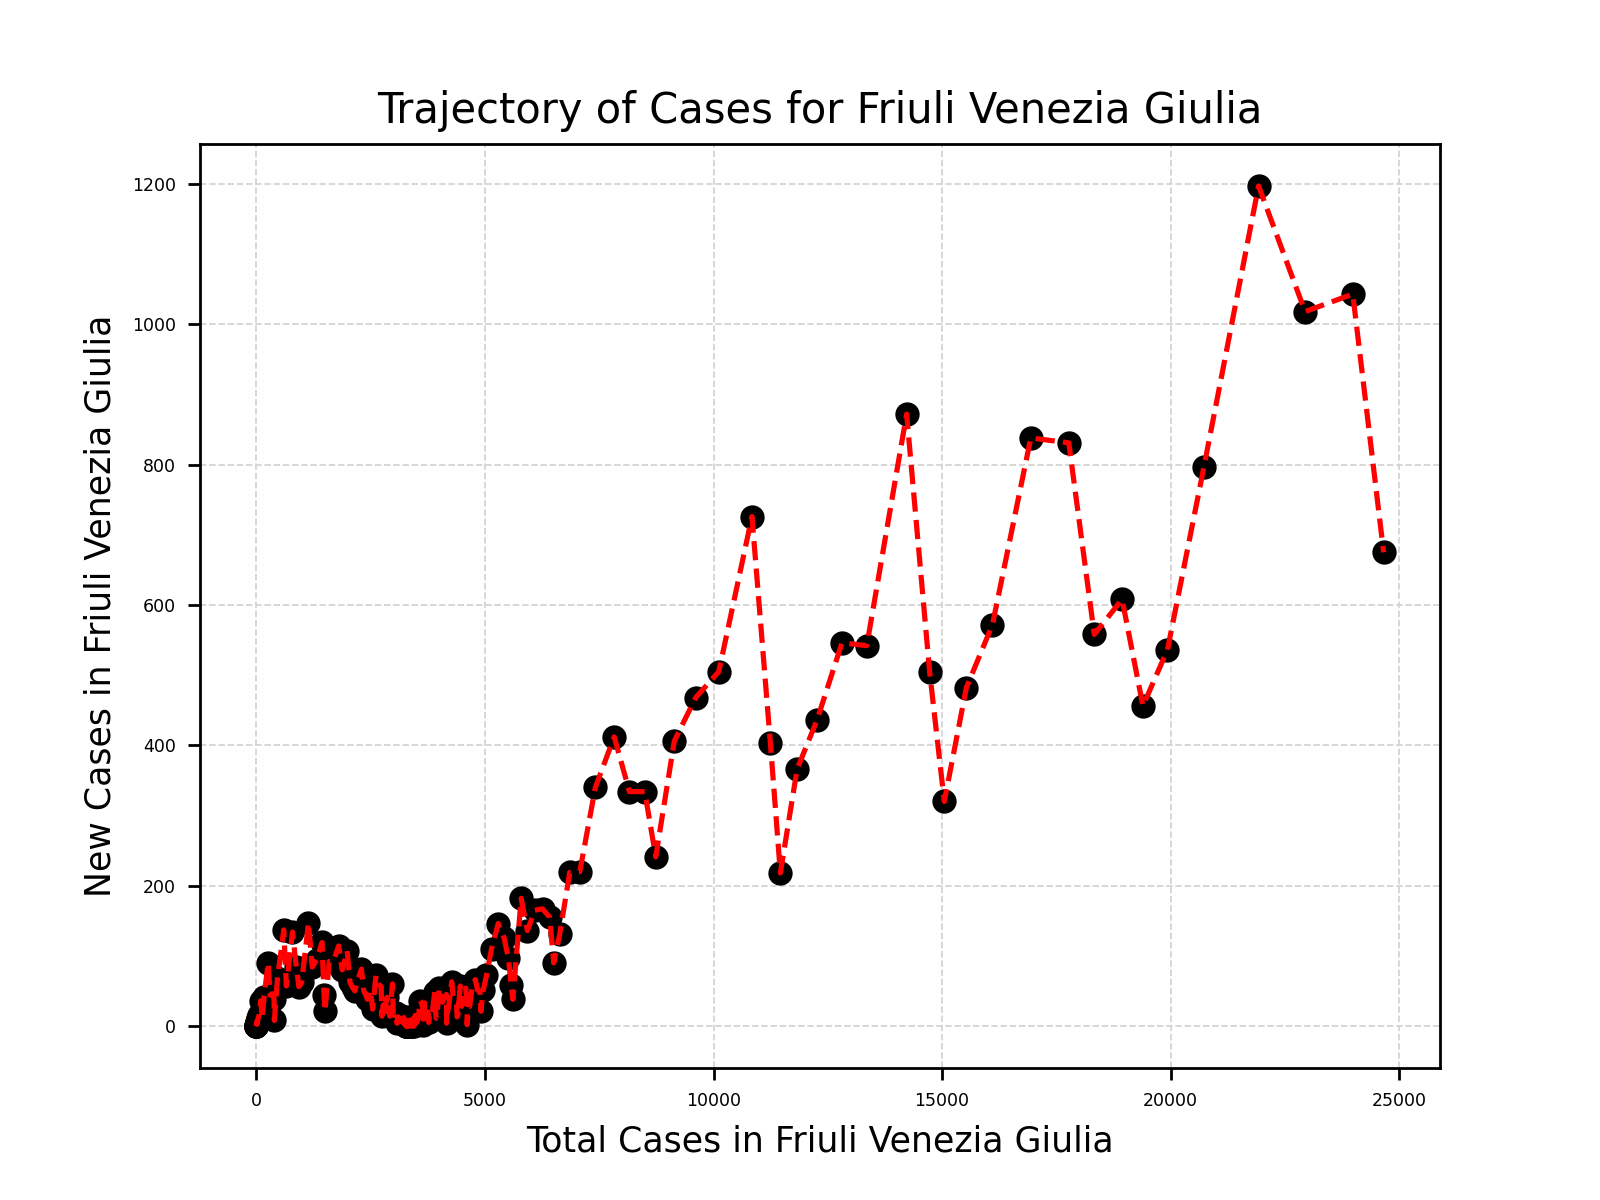 Trajectory of Cases for Friuli Venezia Giulia
New Cases in Friuli Venezia Giulia
1200
1000
800
600
400
200
0
0 5000 10000 15000 20000 25000
Total Cases in Friuli Venezia Giulia